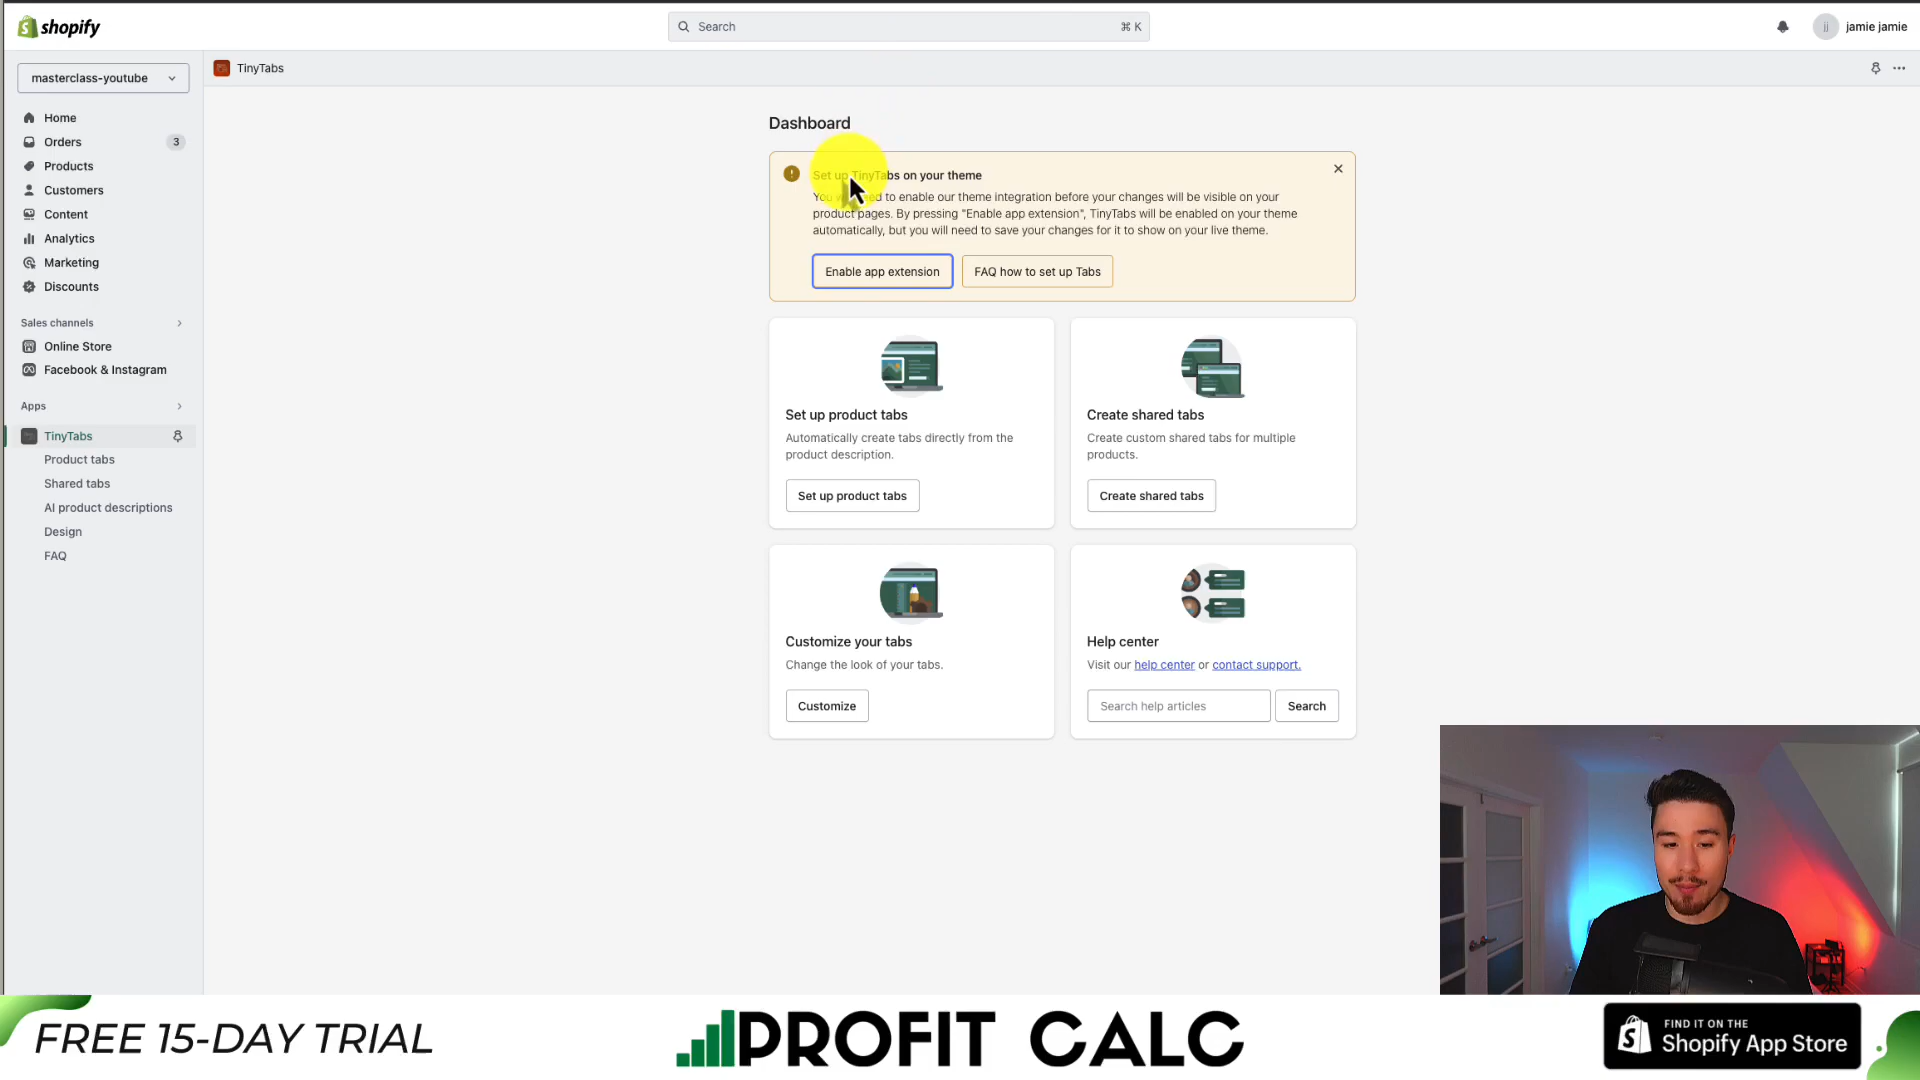 shopify
Search
⌘ K
jj
jamie jamie
masterclass-youtube
TinyTabs
Home
Orders
3
Products
Customers
Content
Analytics
Marketing
Discounts
Sales channels
Online Store
Facebook & Instagram
Apps
TinyTabs
Product tabs
Shared tabs
AI product descriptions
Design
FAQ
Dashboard
Set up TinyTabs on your theme
to enable our theme integration before your changes will be visible on your
product pages. By pressing "Enable app extension", TinyTabs will be enabled on your theme
automatically, but you will need to save your changes for it to show on your live theme.
Enable app extension
FAQ how to set up Tabs
Set up product tabs
Automatically create tabs directly from the
product description.
Set up product tabs
Create shared tabs
Create custom shared tabs for multiple
products.
Create shared tabs
Customize your tabs
Change the look of your tabs.
Customize
Help center
Visit our help center or contact support.
Search help articles
Search
FREE 15-DAY TRIAL
PROFIT CALC
FIND IT ON THE
Shopify App Store